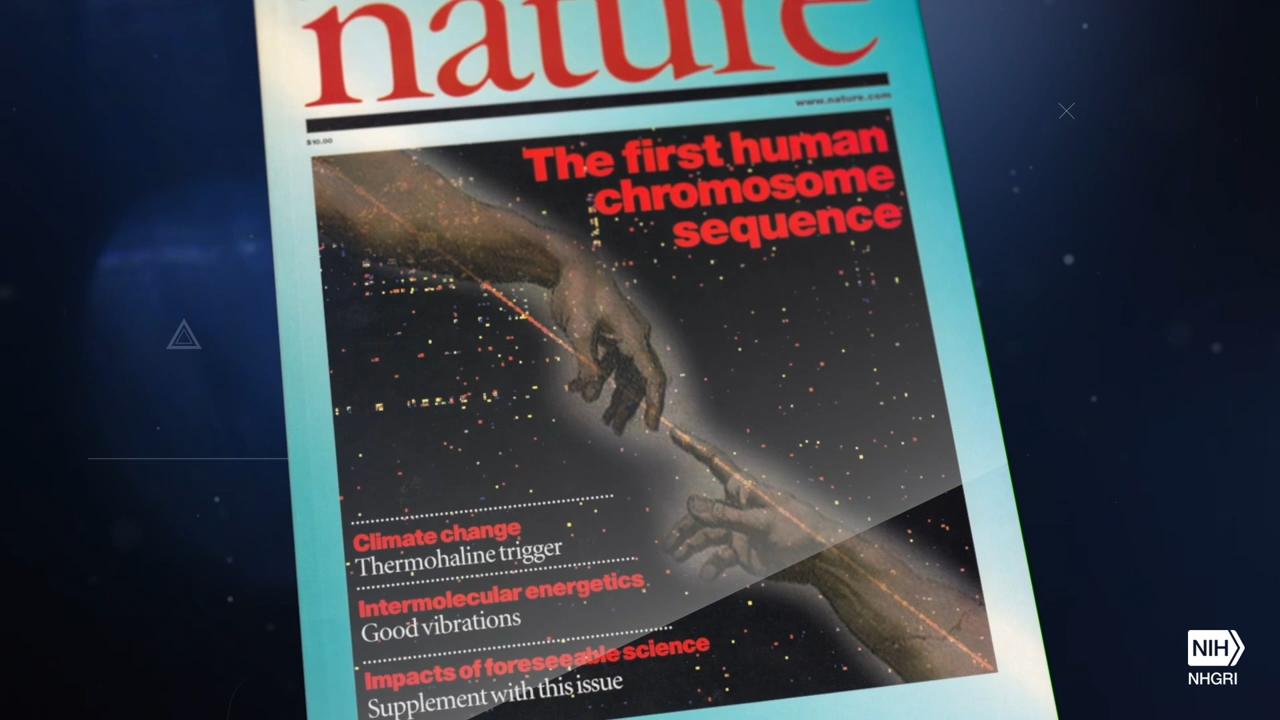 nature
www.nature.com
$10.00
The first human
chromosome
sequence
Climate change
Thermohaline trigger
Intermolecular energetics
Good vibrations
Impacts of foreseeable science
Supplement with this issue
NIH
NHGRI